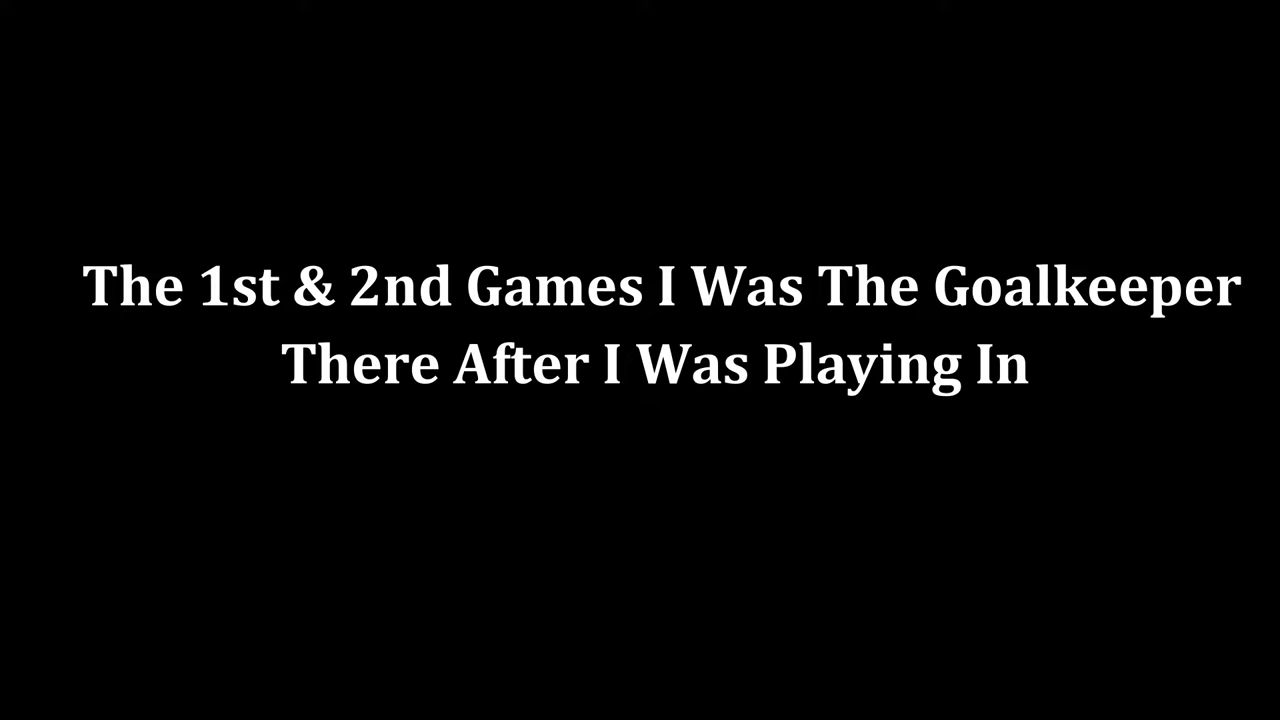 The 1st & 2nd Games I Was The Goalkeeper
There After I Was Playing In